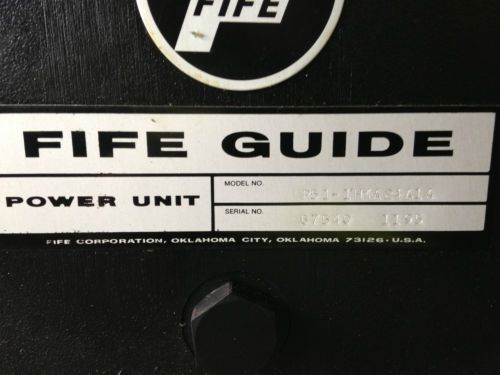 FIFE
FIFE GUIDE
POWER UNIT
MODEL NO.
SERIAL NO.
FIFE CORPORATION, OKLAHOMA CITY, OKLAHOMA 73126 • U.S.A.